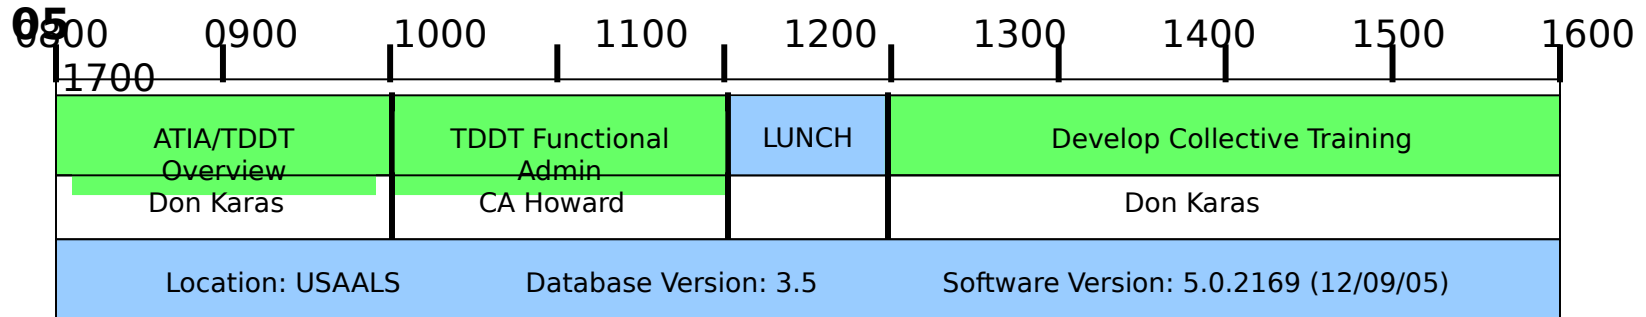 05
0800 0900 1000 1100 1200 1300 1400 1500 1600
1700
ATIA/TDDT TDDT Functional LUNCH Develop Collective Training
Overview Admin
Don Karas CA Howard Don Karas
Location: USAALS Database Version: 3.5 Software Version: 5.0.2169 (12/09/05)